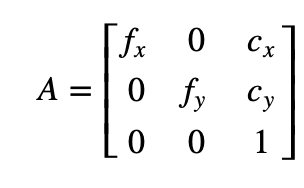 A = [ f_x 0 c_x
0 f_y c_y
0 0 1 ]